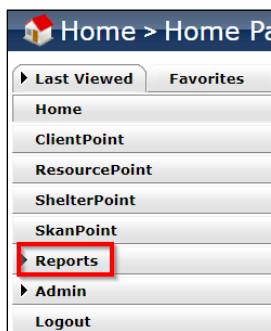 Home > Home Pa
Last Viewed Favorites
Home
ClientPoint
ResourcePoint
ShelterPoint
SkanPoint
Reports
Admin
Logout